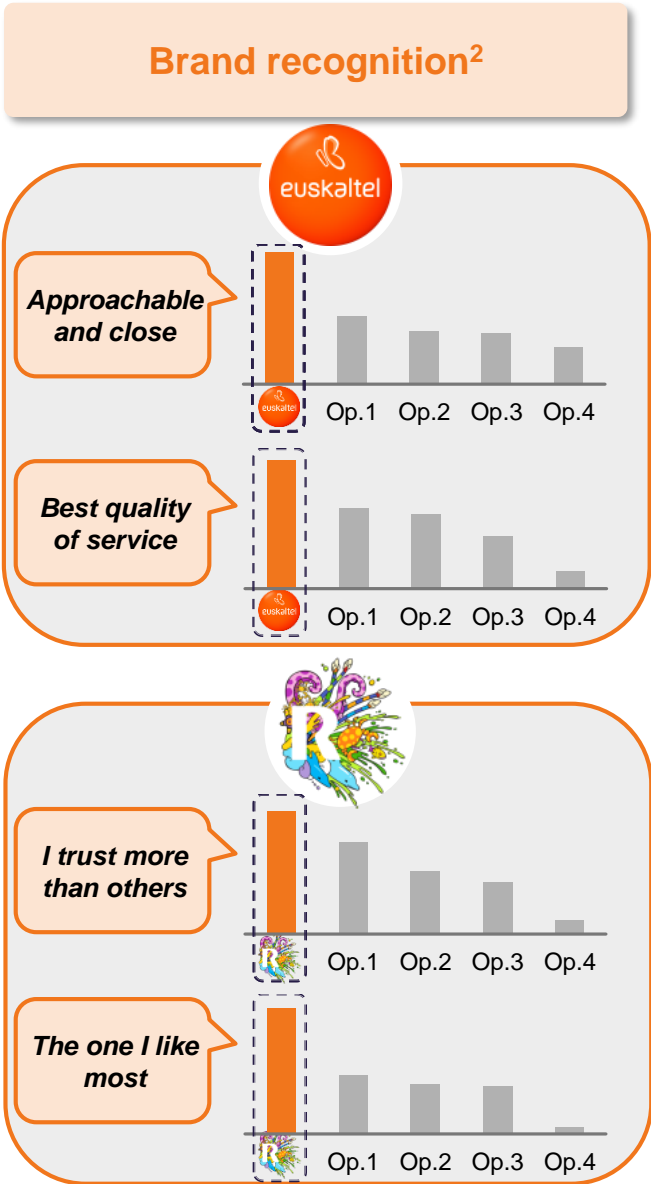 Brand recognition²
euskaltel
Approachable
and close
euskaltel
Op.1 Op.2 Op.3 Op.4
Best quality
of service
euskaltel
Op.1 Op.2 Op.3 Op.4
R
I trust more
than others
R
Op.1 Op.2 Op.3 Op.4
The one I like
most
R
Op.1 Op.2 Op.3 Op.4